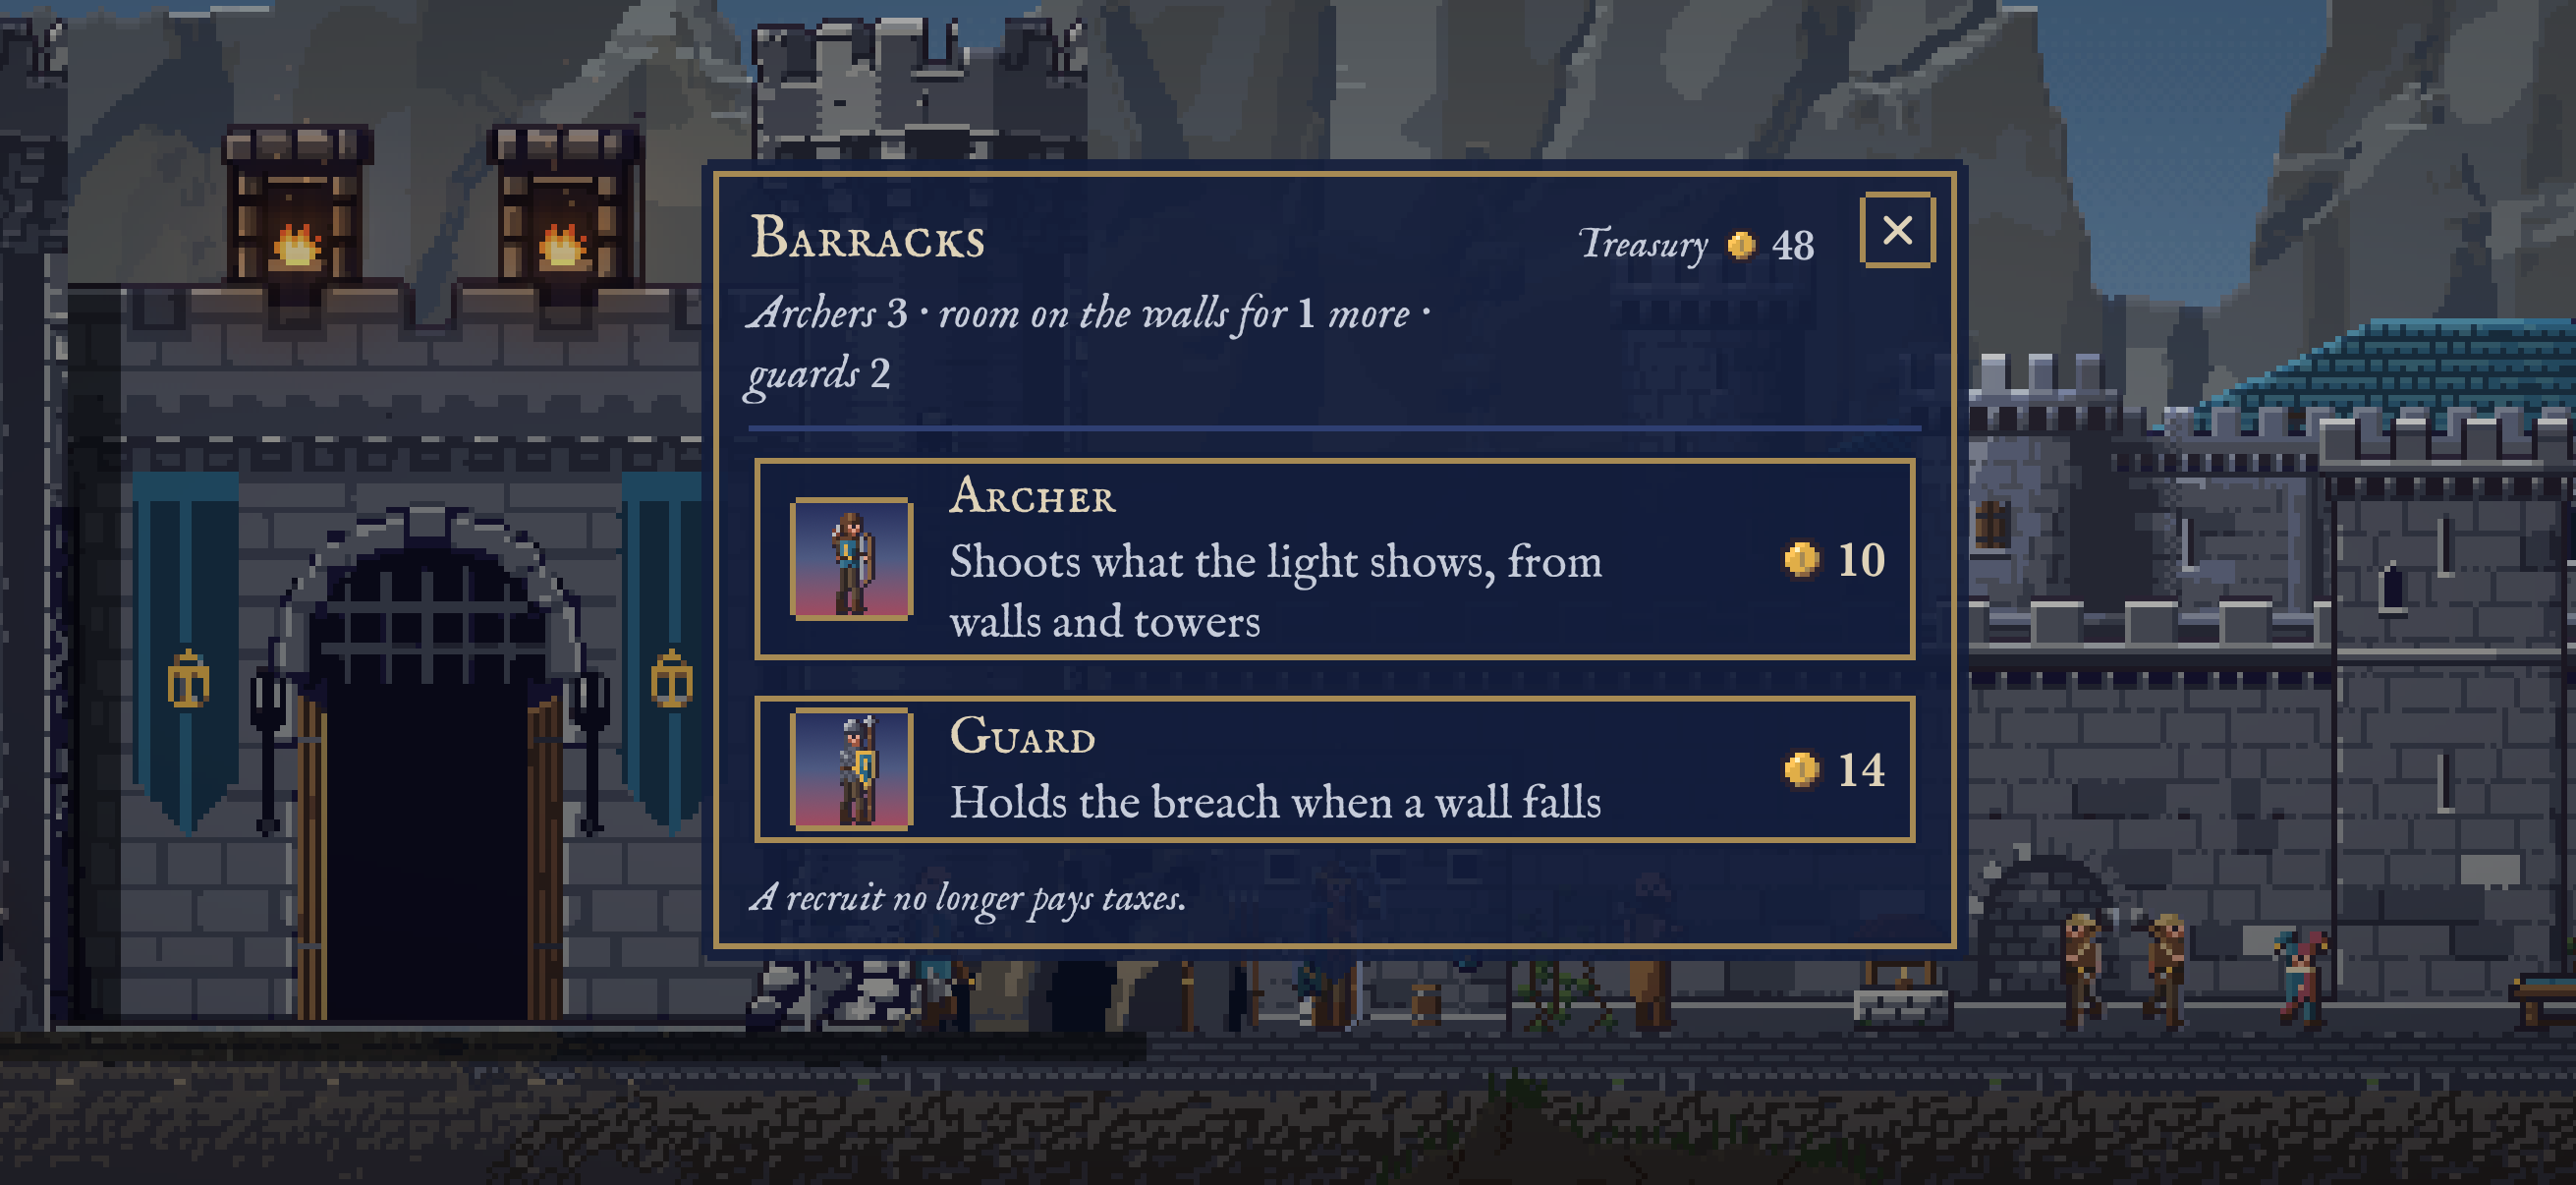 Barracks
Treasury 48
Archers 3 · room on the walls for 1 more ·
guards 2
Archer
Shoots what the light shows, from
walls and towers
10
Guard
Holds the breach when a wall falls
14
A recruit no longer pays taxes.